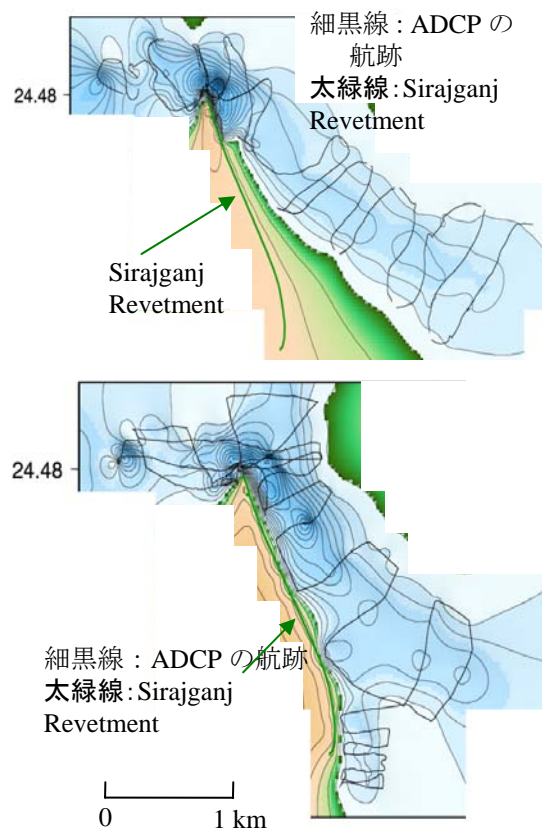 細黒線：ADCP の
航跡
太緑線：Sirajganj
Revetment
24.48
Sirajganj
Revetment
24.48
細黒線：ADCP の航跡
太緑線：Sirajganj
Revetment
0 1 km